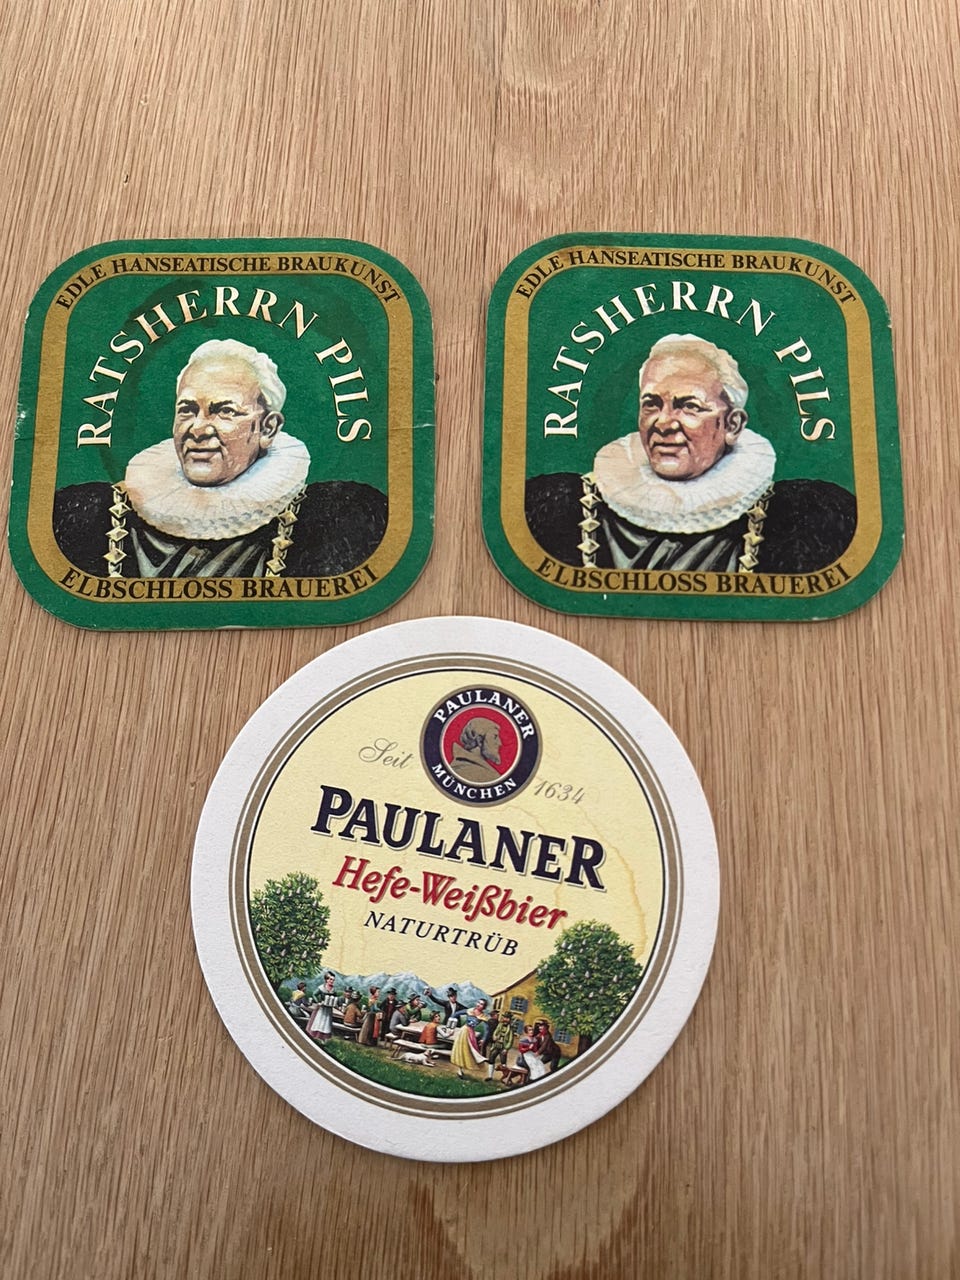 EDLE HANSEATISCHE BRAUKUNST
RATSHERRN PILS
ELBSCHLOSS BRAUEREI
EDLE HANSEATISCHE BRAUKUNST
RATSHERRN PILS
ELBSCHLOSS BRAUEREI
PAULANER
MÜNCHEN
Seit 1634
PAULANER
Hefe-Weißbier
NATURTRÜB